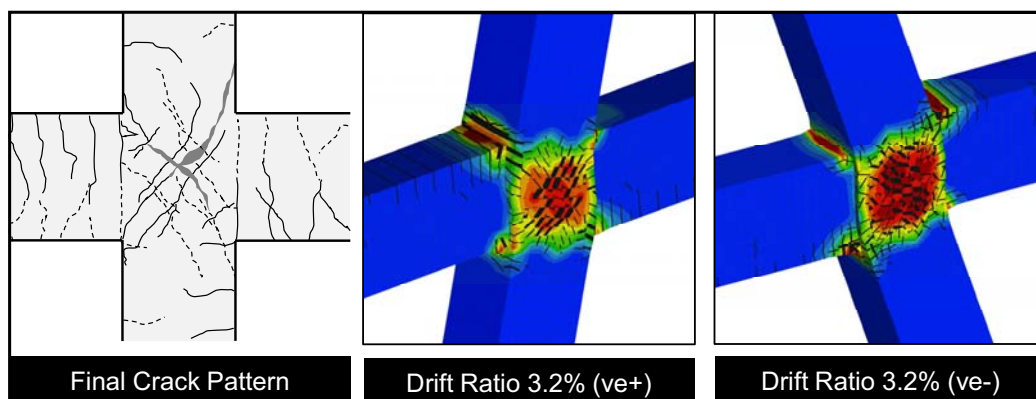 Final Crack Pattern
Drift Ratio 3.2% (ve+)
Drift Ratio 3.2% (ve-)